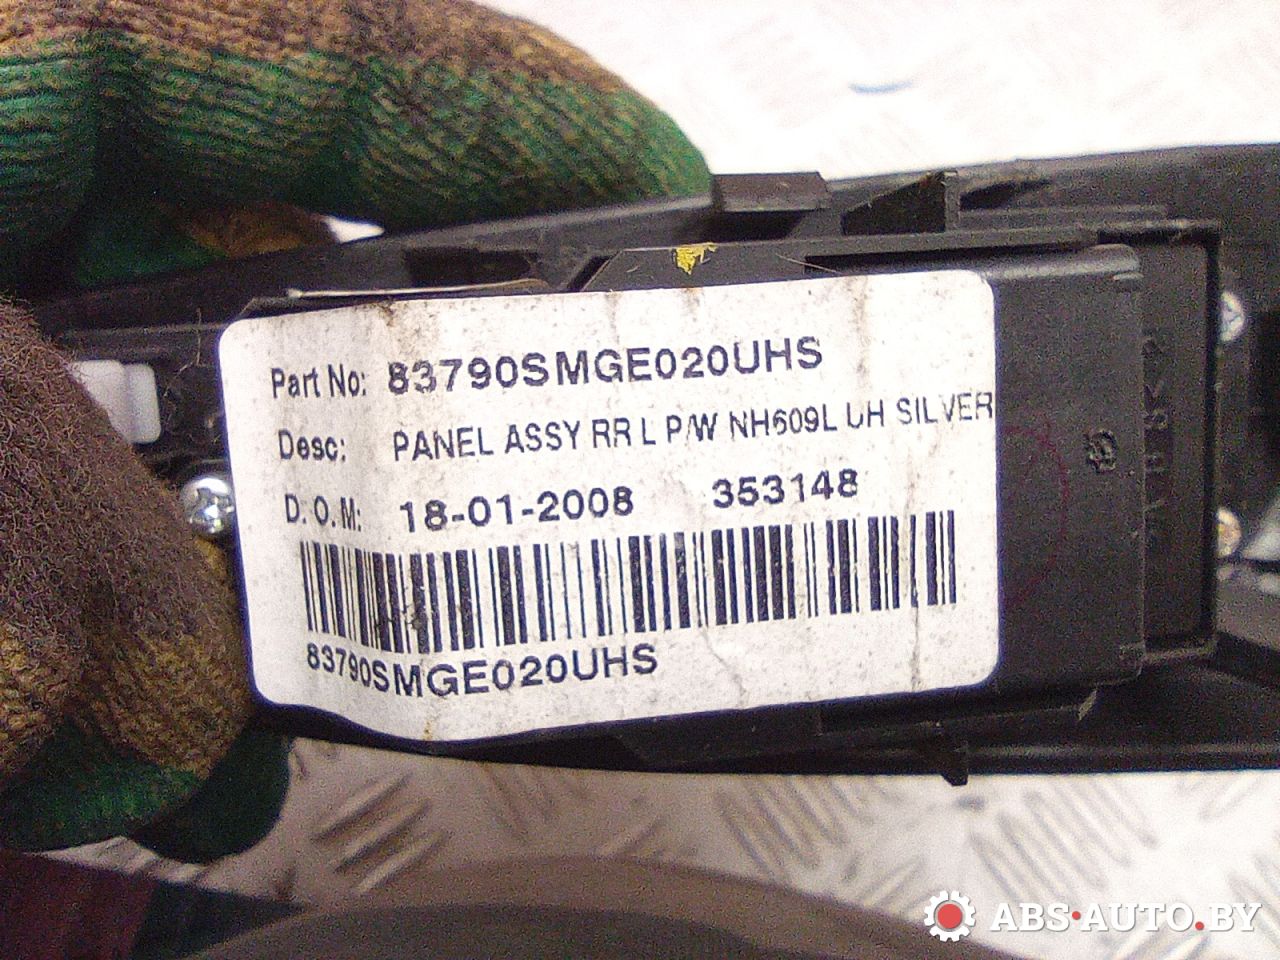 Part No: 83790SMGE020UHS
Desc: PANEL ASSY RR L P/W NH609L UH SILVER
D.O.M: 18-01-2008 353148
83790SMGE020UHS
ABS-AUTO.BY